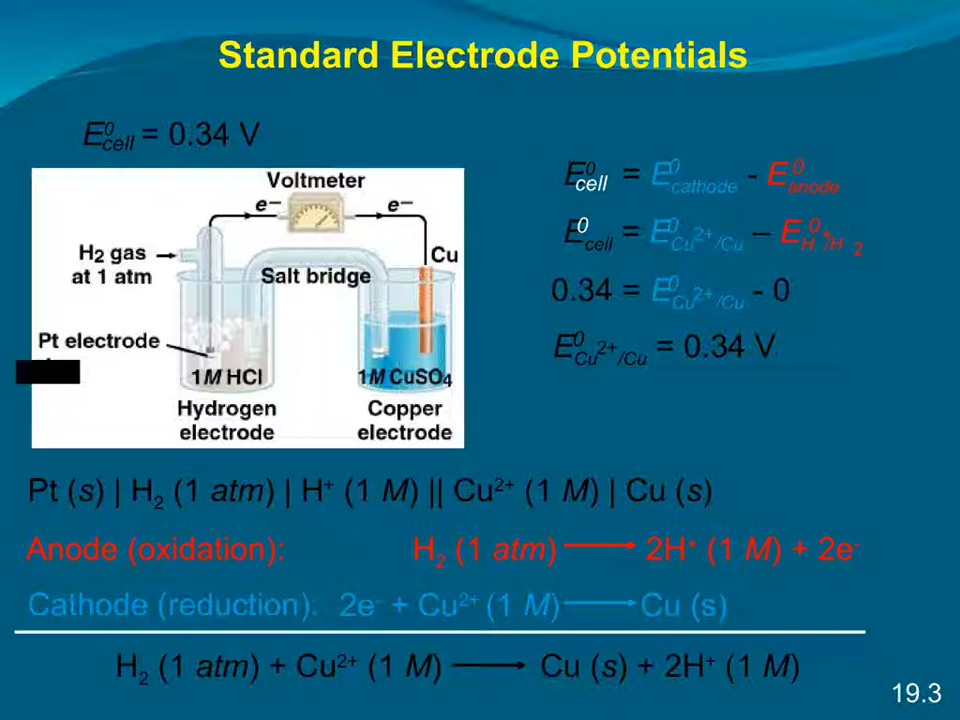 Standard Electrode Potentials
E⁰cell = 0.34 V
E⁰cell = E⁰cathode - E⁰anode
E⁰cell = E⁰Cu²⁺/Cu – E⁰H⁺/H₂
0.34 = E⁰Cu²⁺/Cu - 0
E⁰Cu²⁺/Cu = 0.34 V
Voltmeter
e⁻ e⁻
H₂ gas
at 1 atm
Cu
Salt bridge
Pt electrode
1 M HCl
1 M CuSO₄
Hydrogen
electrode
Copper
electrode
Pt (s) | H₂ (1 atm) | H⁺ (1 M) || Cu²⁺ (1 M) | Cu (s)
Anode (oxidation): H₂ (1 atm) → 2H⁺ (1 M) + 2e⁻
Cathode (reduction): 2e⁻ + Cu²⁺ (1 M) → Cu (s)
H₂ (1 atm) + Cu²⁺ (1 M) → Cu (s) + 2H⁺ (1 M)
19.3